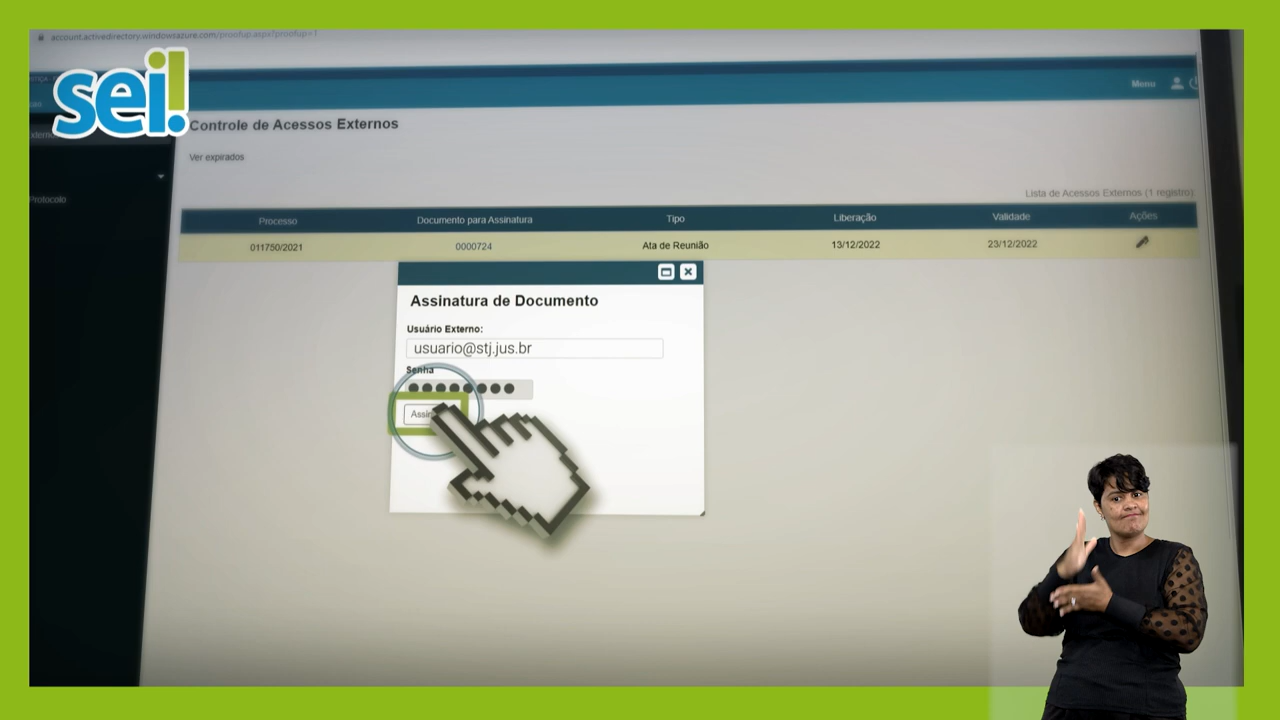 account.activedirectory.windowsazure.com/proofup.aspx?proofup=1
sei!
Menu
Controle de Acessos Externos
Ver expirados
Protocolo
Lista de Acessos Externos (1 registro):
Processo Documento para Assinatura Tipo Liberação Validade Ações
011750/2021 0000724 Ata de Reunião 13/12/2022 23/12/2022
Assinatura de Documento
Usuário Externo:
usuario@stj.jus.br
Senha